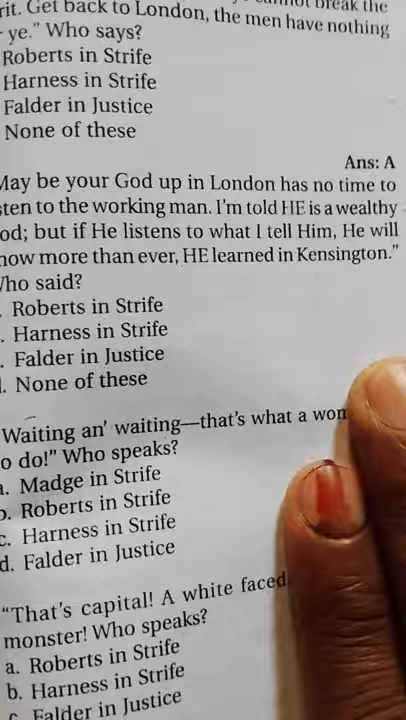 rit. Get back to London, the men have nothing
ye.” Who says?
Roberts in Strife
Harness in Strife
Falder in Justice
None of these
Ans: A
May be your God up in London has no time to
sten to the working man. I'm told HE is a wealthy
od; but if He listens to what I tell Him, He will
now more than ever, HE learned in Kensington.”
Who said?
. Roberts in Strife
. Harness in Strife
. Falder in Justice
. None of these
Waiting an' waiting—that's what a wom
o do!” Who speaks?
a. Madge in Strife
b. Roberts in Strife
c. Harness in Strife
d. Falder in Justice
“That's capital! A white faced
monster! Who speaks?
a. Roberts in Strife
b. Harness in Strife
c. Falder in Justice